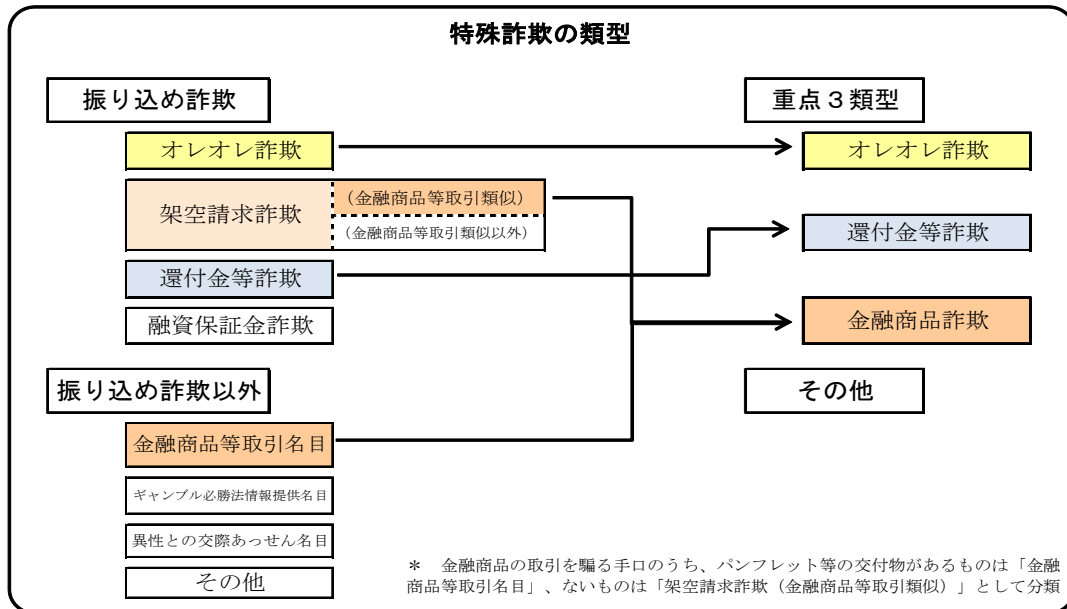 特殊詐欺の類型
振り込め詐欺
重点３類型
オレオレ詐欺
オレオレ詐欺
架空請求詐欺
（金融商品等取引類似）
（金融商品等取引類似以外）
還付金等詐欺
還付金等詐欺
融資保証金詐欺
金融商品詐欺
振り込め詐欺以外
その他
金融商品等取引名目
ギャンブル必勝法情報提供名目
異性との交際あっせん名目
その他
＊　金融商品の取引を騙る手口のうち、パンフレット等の交付物があるものは「金融
商品等取引名目」、ないものは「架空請求詐欺（金融商品等取引類似）」として分類